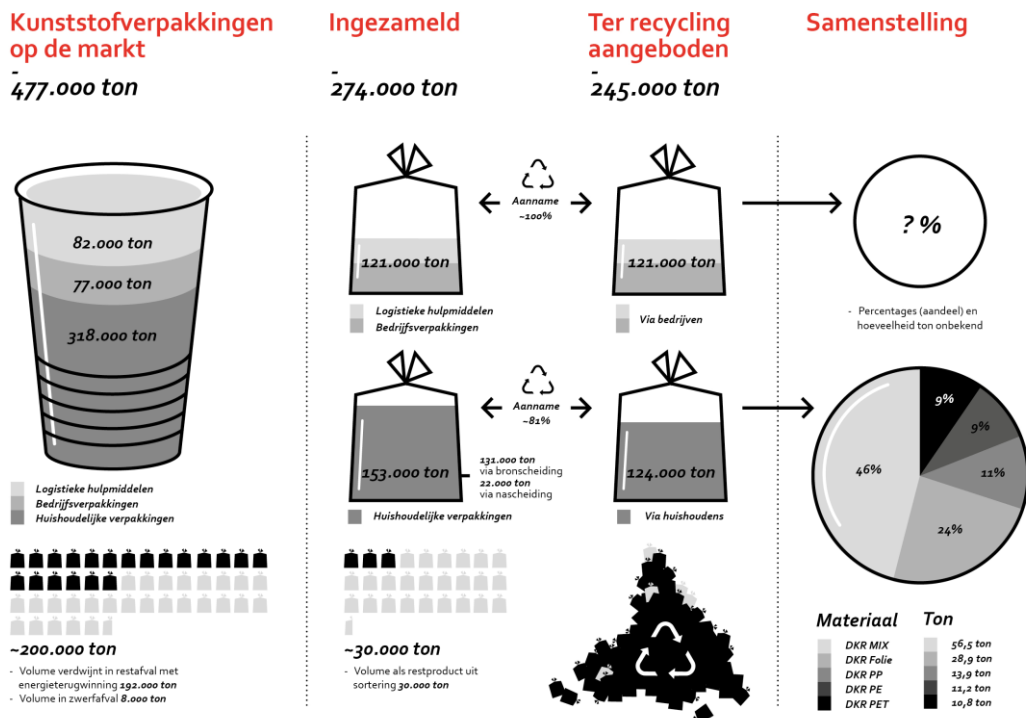 Kunststofverpakkingen
op de markt
-
477.000 ton
82.000 ton
77.000 ton
318.000 ton
Logistieke hulpmiddelen
Bedrijfsverpakkingen
Huishoudelijke verpakkingen
~200.000 ton
- Volume verdwijnt in restafval met
energieterugwinning 192.000 ton
- Volume in zwerfafval 8.000 ton
Ingezameld
-
274.000 ton
121.000 ton
Logistieke hulpmiddelen
Bedrijfsverpakkingen
Aanname
~100%
153.000 ton
131.000 ton
via bronscheiding
22.000 ton
via nascheiding
Huishoudelijke verpakkingen
Aanname
~81%
~30.000 ton
- Volume als restproduct uit
sortering 30.000 ton
Ter recycling
aangeboden
-
245.000 ton
121.000 ton
Via bedrijven
124.000 ton
Via huishoudens
Samenstelling
? %
- Percentages (aandeel) en
hoeveelheid ton onbekend
9%
9%
11%
24%
46%
Materiaal Ton
DKR MIX 56,5 ton
DKR Folie 28,9 ton
DKR PP 13,9 ton
DKR PE 11,2 ton
DKR PET 10,8 ton